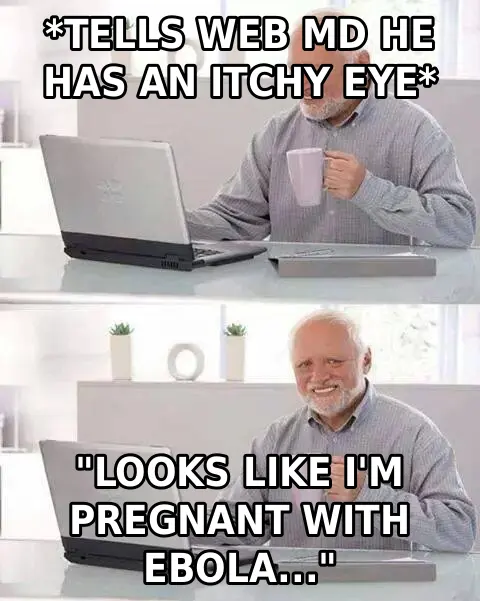 *TELLS WEB MD HE
HAS AN ITCHY EYE*
"LOOKS LIKE I'M
PREGNANT WITH
EBOLA..."